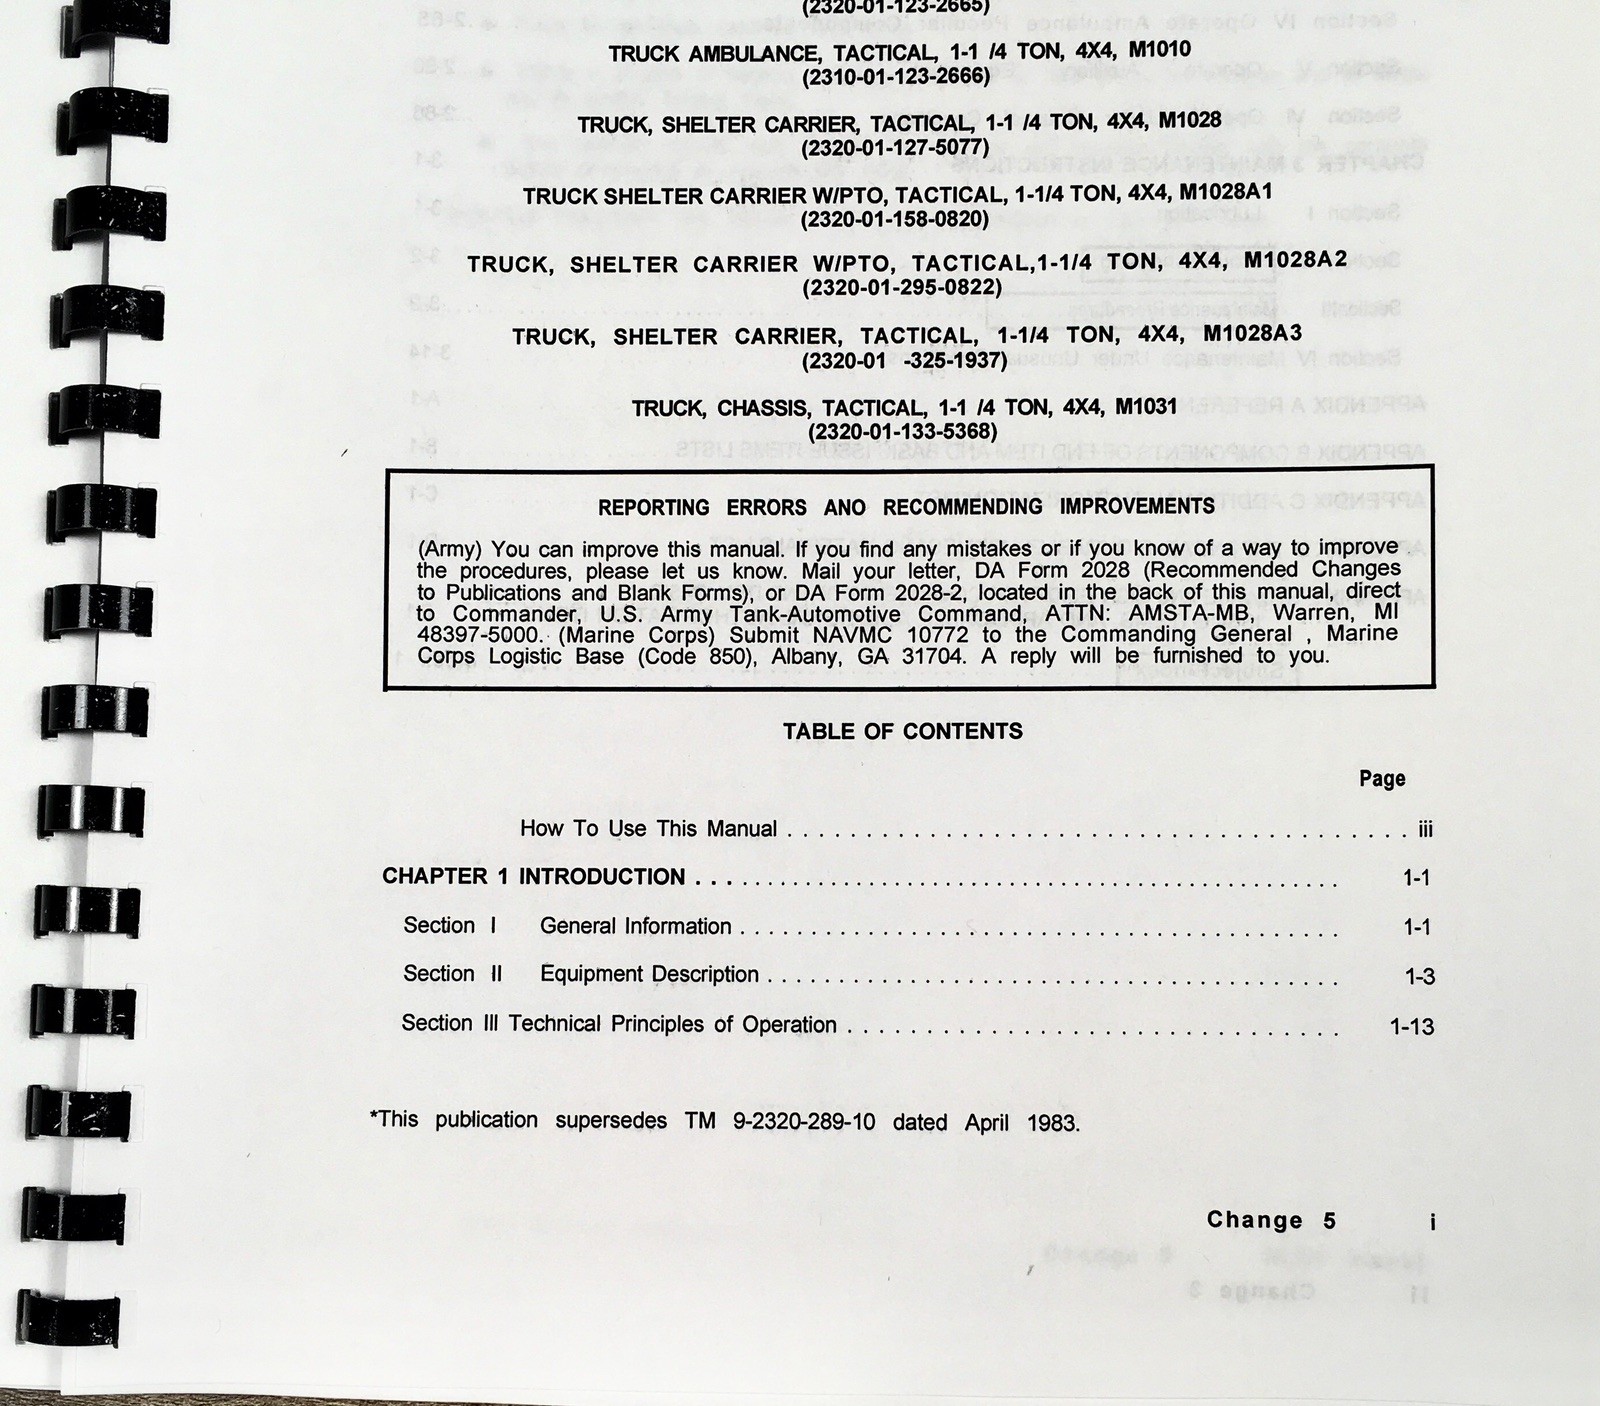 (2320-01-123-2665)
TRUCK AMBULANCE, TACTICAL, 1-1 /4 TON, 4X4, M1010
(2310-01-123-2666)
TRUCK, SHELTER CARRIER, TACTICAL, 1-1 /4 TON, 4X4, M1028
(2320-01-127-5077)
TRUCK SHELTER CARRIER W/PTO, TACTICAL, 1-1/4 TON, 4X4, M1028A1
(2320-01-158-0820)
TRUCK, SHELTER CARRIER W/PTO, TACTICAL,1-1/4 TON, 4X4, M1028A2
(2320-01-295-0822)
TRUCK, SHELTER CARRIER, TACTICAL, 1-1/4 TON, 4X4, M1028A3
(2320-01 -325-1937)
TRUCK, CHASSIS, TACTICAL, 1-1 /4 TON, 4X4, M1031
(2320-01-133-5368)
REPORTING ERRORS ANO RECOMMENDING IMPROVEMENTS
(Army) You can improve this manual. If you find any mistakes or if you know of a way to improve
the procedures, please let us know. Mail your letter, DA Form 2028 (Recommended Changes
to Publications and Blank Forms), or DA Form 2028-2, located in the back of this manual, direct
to Commander, U.S. Army Tank-Automotive Command, ATTN: AMSTA-MB, Warren, MI
48397-5000. (Marine Corps) Submit NAVMC 10772 to the Commanding General , Marine
Corps Logistic Base (Code 850), Albany, GA 31704. A reply will be furnished to you.
TABLE OF CONTENTS
Page
How To Use This Manual . . . . . . . . . . . . . . . . . . . . iii
CHAPTER 1 INTRODUCTION . . . . . . . . . . . . . . . . . . . . 1-1
Section I General Information . . . . . . . . . . . . . . . . . . . . 1-1
Section II Equipment Description . . . . . . . . . . . . . . . . . . . . 1-3
Section III Technical Principles of Operation . . . . . . . . . . . . . . . . . . . . 1-13
*This publication supersedes TM 9-2320-289-10 dated April 1983.
Change 5 i